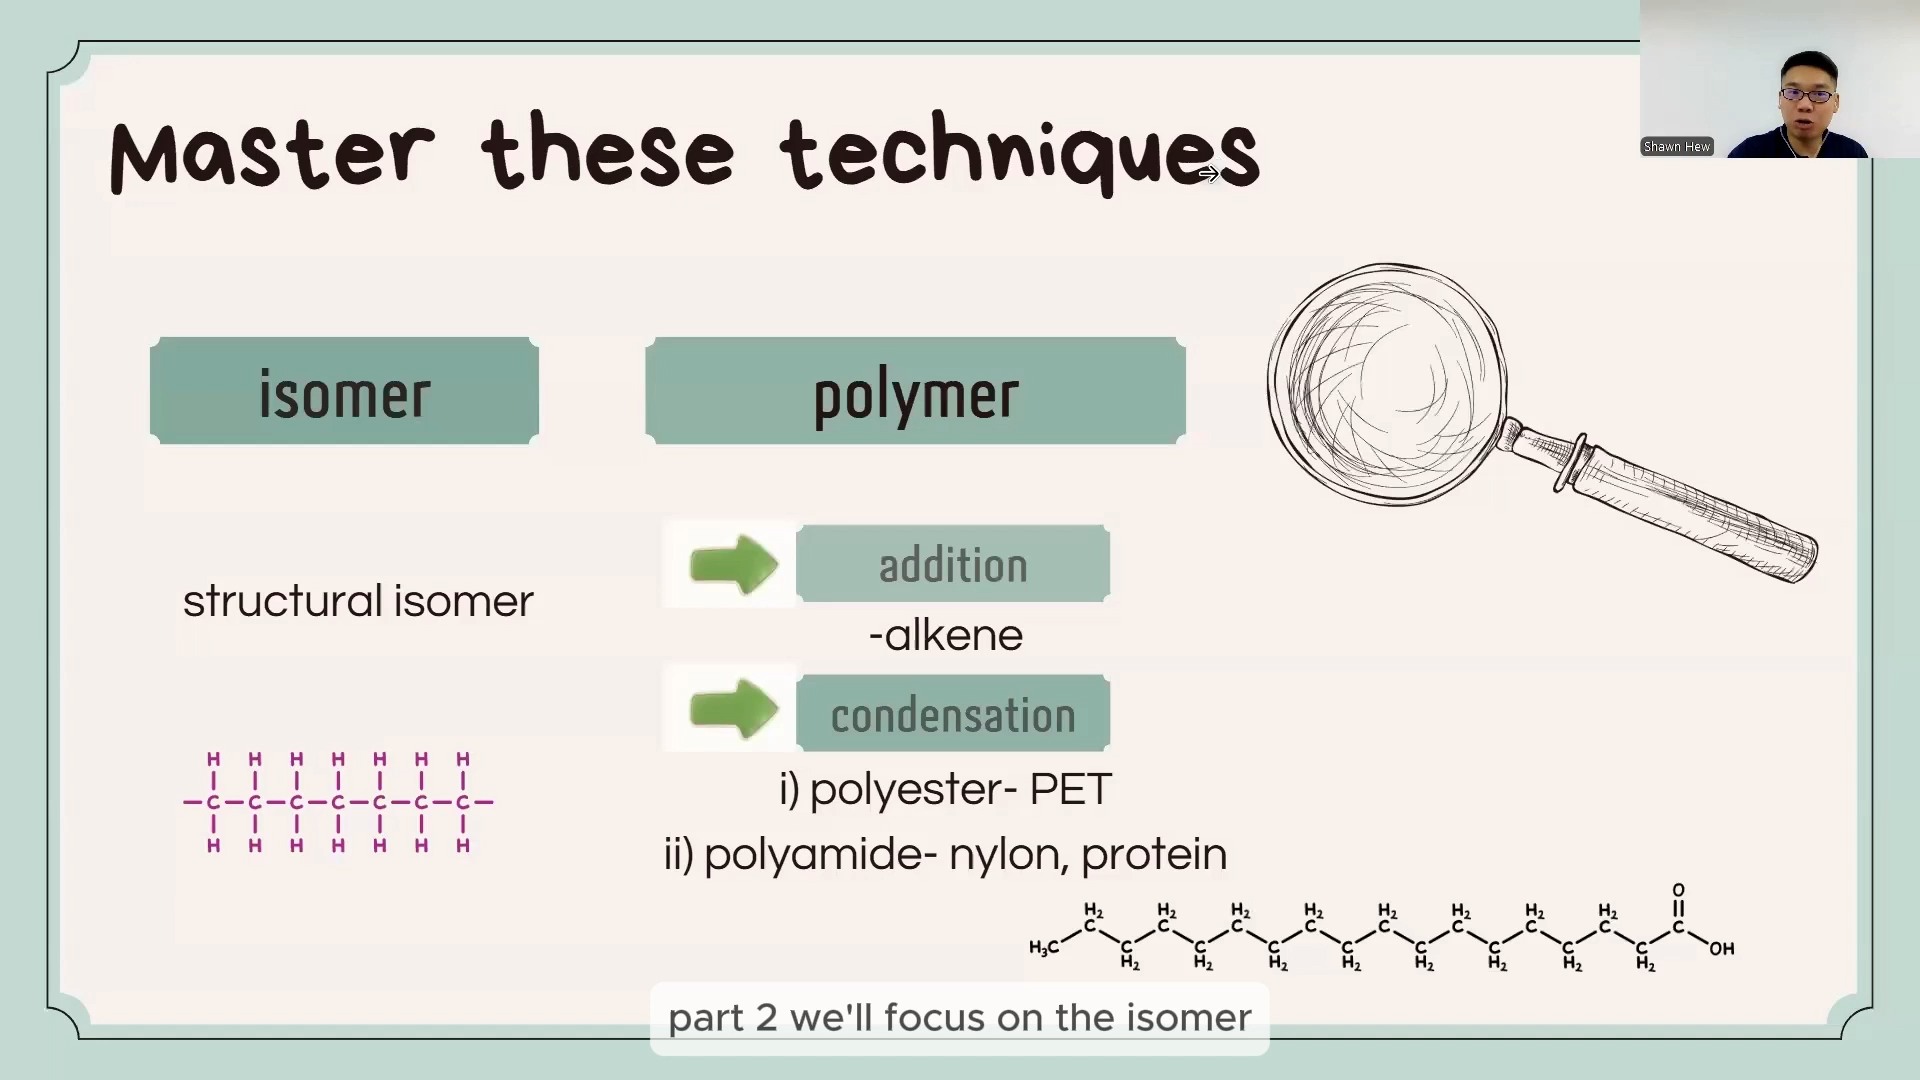 Master these techniques
Shawn Hew
isomer
polymer
structural isomer
addition
-alkene
condensation
i) polyester- PET
ii) polyamide- nylon, protein
H H H H H H H
C C C C C C C
H H H H H H H
O
H₂ H₂ H₂ H₂ H₂ H₂ H₂ H₂
C C C C C C C C C
H₃C C C C C C C C C OH
H₂ H₂ H₂ H₂ H₂ H₂ H₂ H₂
part 2 we'll focus on the isomer